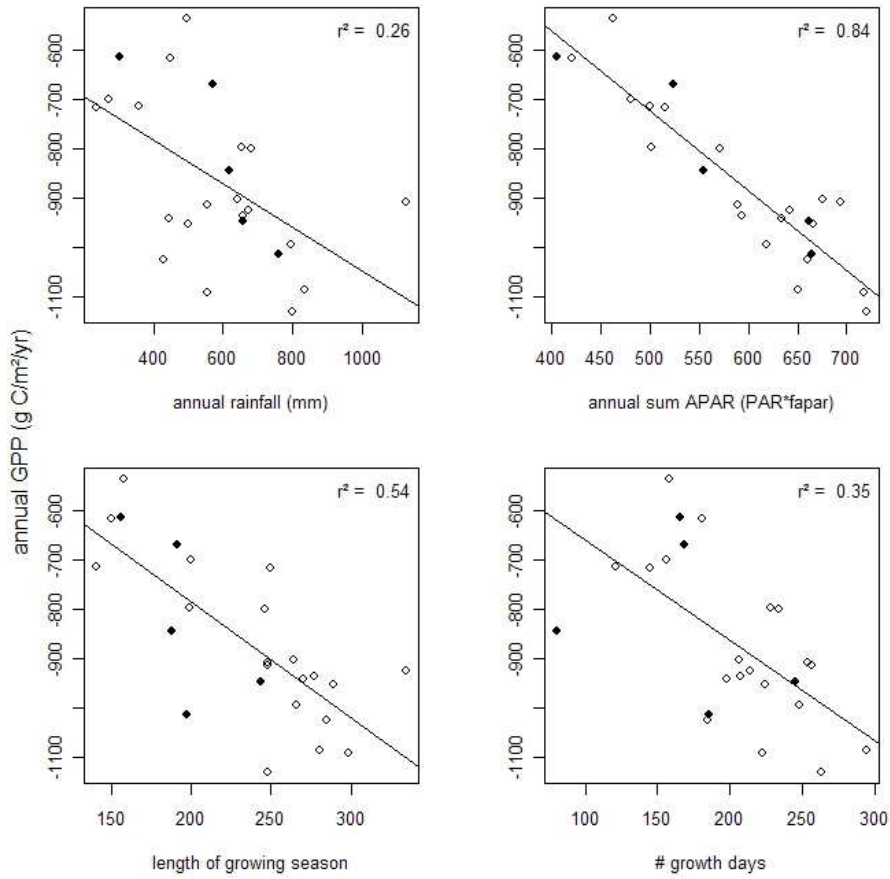 annual GPP (g C/m²/yr)
r² = 0.26
-600
-700
-800
-900
-1100
400 600 800 1000
annual rainfall (mm)
r² = 0.84
-600
-700
-800
-900
-1100
400 450 500 550 600 650 700
annual sum APAR (PAR*fapar)
r² = 0.54
-600
-700
-800
-900
-1100
150 200 250 300
length of growing season
r² = 0.35
-600
-700
-800
-900
-1100
100 150 200 250 300
# growth days